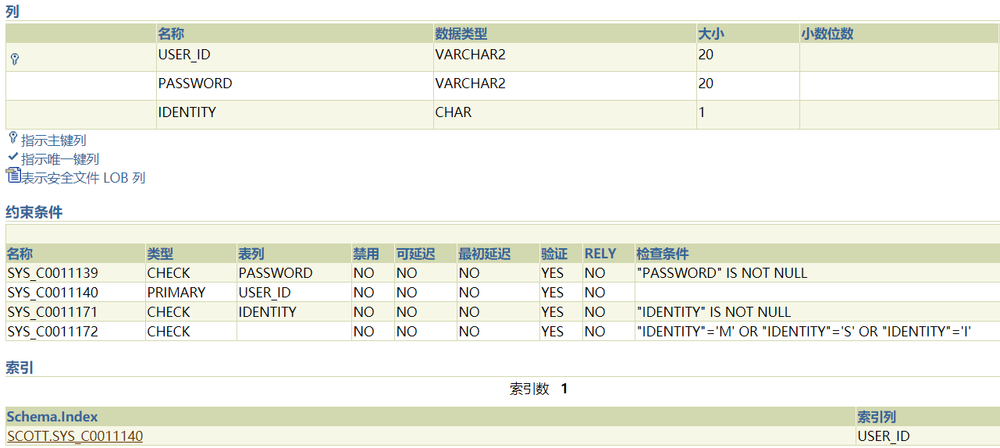 列
名称 数据类型 大小 小数位数
USER_ID VARCHAR2 20
PASSWORD VARCHAR2 20
IDENTITY CHAR 1
指示主键列
指示唯一键列
表示安全文件 LOB 列
约束条件
名称 类型 表列 禁用 可延迟 最初延迟 验证 RELY 检查条件
SYS_C0011139 CHECK PASSWORD NO NO NO YES NO "PASSWORD" IS NOT NULL
SYS_C0011140 PRIMARY USER_ID NO NO NO YES NO
SYS_C0011171 CHECK IDENTITY NO NO NO YES NO "IDENTITY" IS NOT NULL
SYS_C0011172 CHECK NO NO NO YES NO "IDENTITY"='M' OR "IDENTITY"='S' OR "IDENTITY"='I'
索引
索引数 1
Schema.Index 索引列
SCOTT.SYS_C0011140 USER_ID